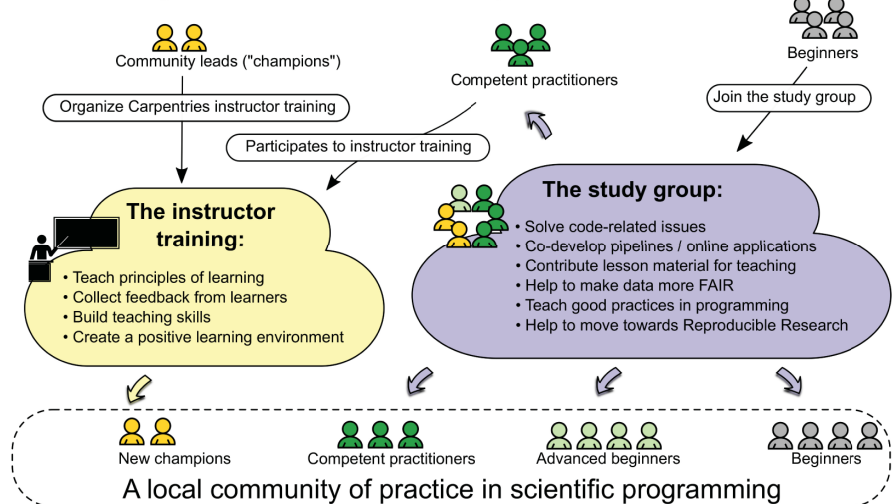 Community leads ("champions")
Organize Carpentries instructor training
Competent practitioners
Participates to instructor training
Beginners
Join the study group
The instructor
training:
• Teach principles of learning
• Collect feedback from learners
• Build teaching skills
• Create a positive learning environment
The study group:
• Solve code-related issues
• Co-develop pipelines / online applications
• Contribute lesson material for teaching
• Help to make data more FAIR
• Teach good practices in programming
• Help to move towards Reproducible Research
New champions
Competent practitioners
Advanced beginners
Beginners
A local community of practice in scientific programming